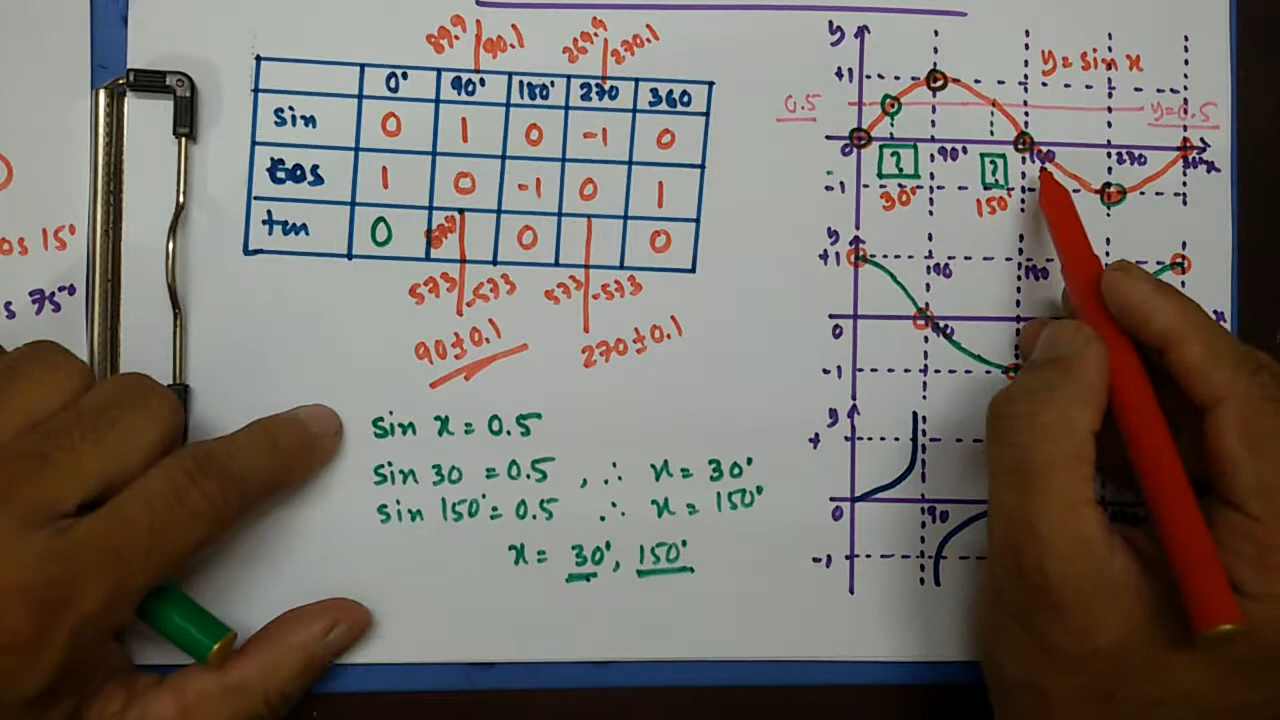 89.9 | 90.1 269.9 | 270.1
0° 90° 180° 270 360
sin 0 1 0 -1 0
cos 1 0 -1 0 1
tan 0 0 0
573 | -573 573 | -573
90±0.1 270±0.1
sin x = 0.5
sin 30 = 0.5 , ∴ x = 30°
sin 150° = 0.5 ∴ x = 150°
x = 30°, 150°
os 15°
s 75°
y
+1
y = sin x
0.5
y=0.5
0 ? 90° ? 180 270 360 x
-1
30° 150°
y
+1
90 180
0 90 x
-1
y
+
0 90
-1